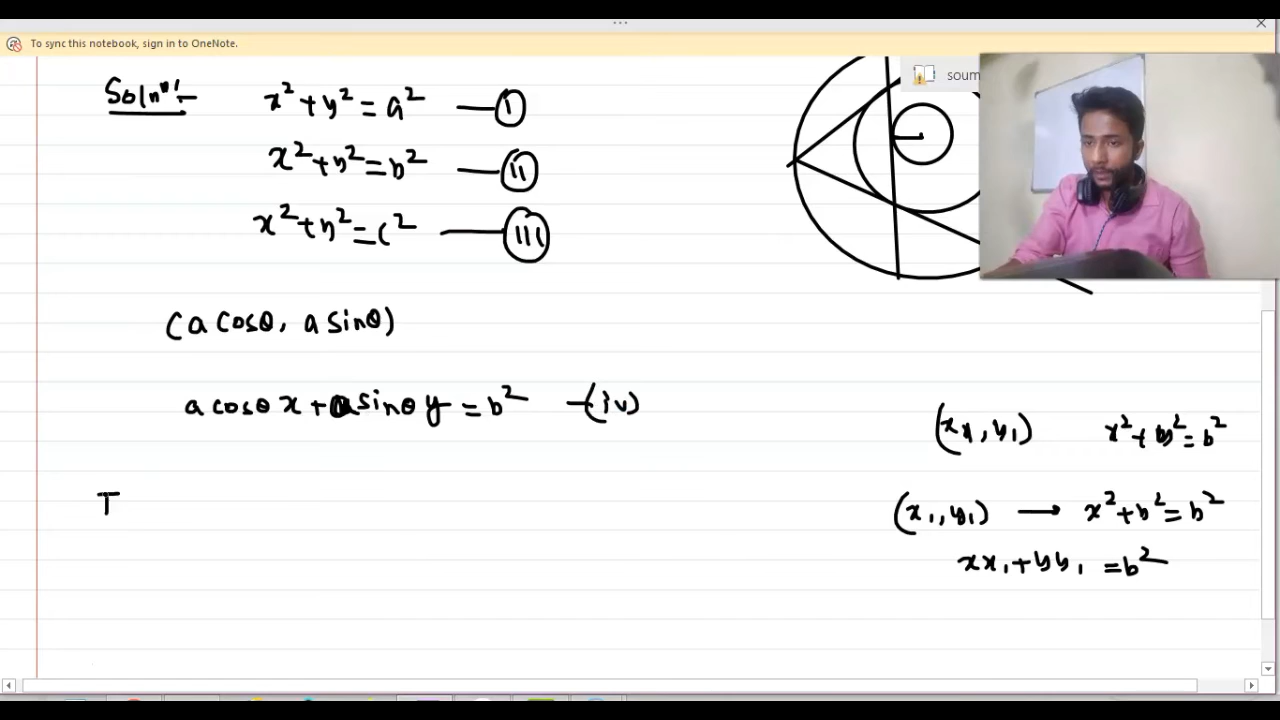 To sync this notebook, sign in to OneNote.
soum
Solnⁿ:-
x² + y² = a² — (i)
x² + y² = b² — (ii)
x² + y² = c² — (iii)
(a cosθ, a sinθ)
a cosθ x + a sinθ y = b² — (iv)
T
(x₁, y₁) x² + y² = b²
(x₁, y₁) → x² + y² = b²
xx₁ + yy₁ = b²